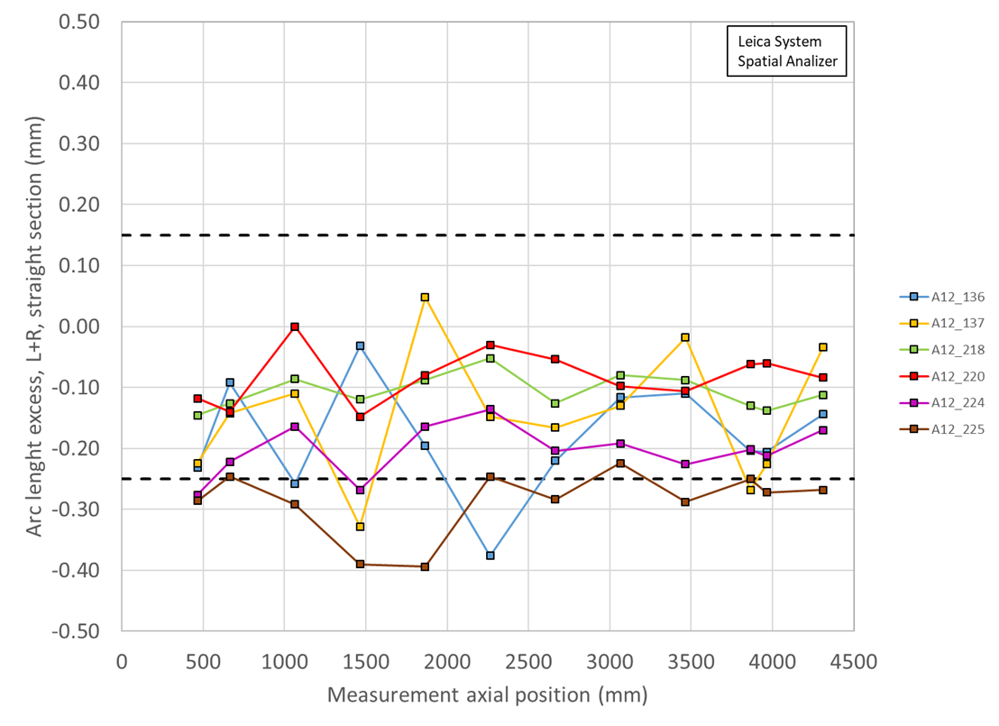 0.50
0.40
0.30
0.20
0.10
0.00
-0.10
-0.20
-0.30
-0.40
-0.50
Arc lenght excess, L+R, straight section (mm)
Leica System
Spatial Analizer
A12_136
A12_137
A12_218
A12_220
A12_224
A12_225
0 500 1000 1500 2000 2500 3000 3500 4000 4500
Measurement axial position (mm)